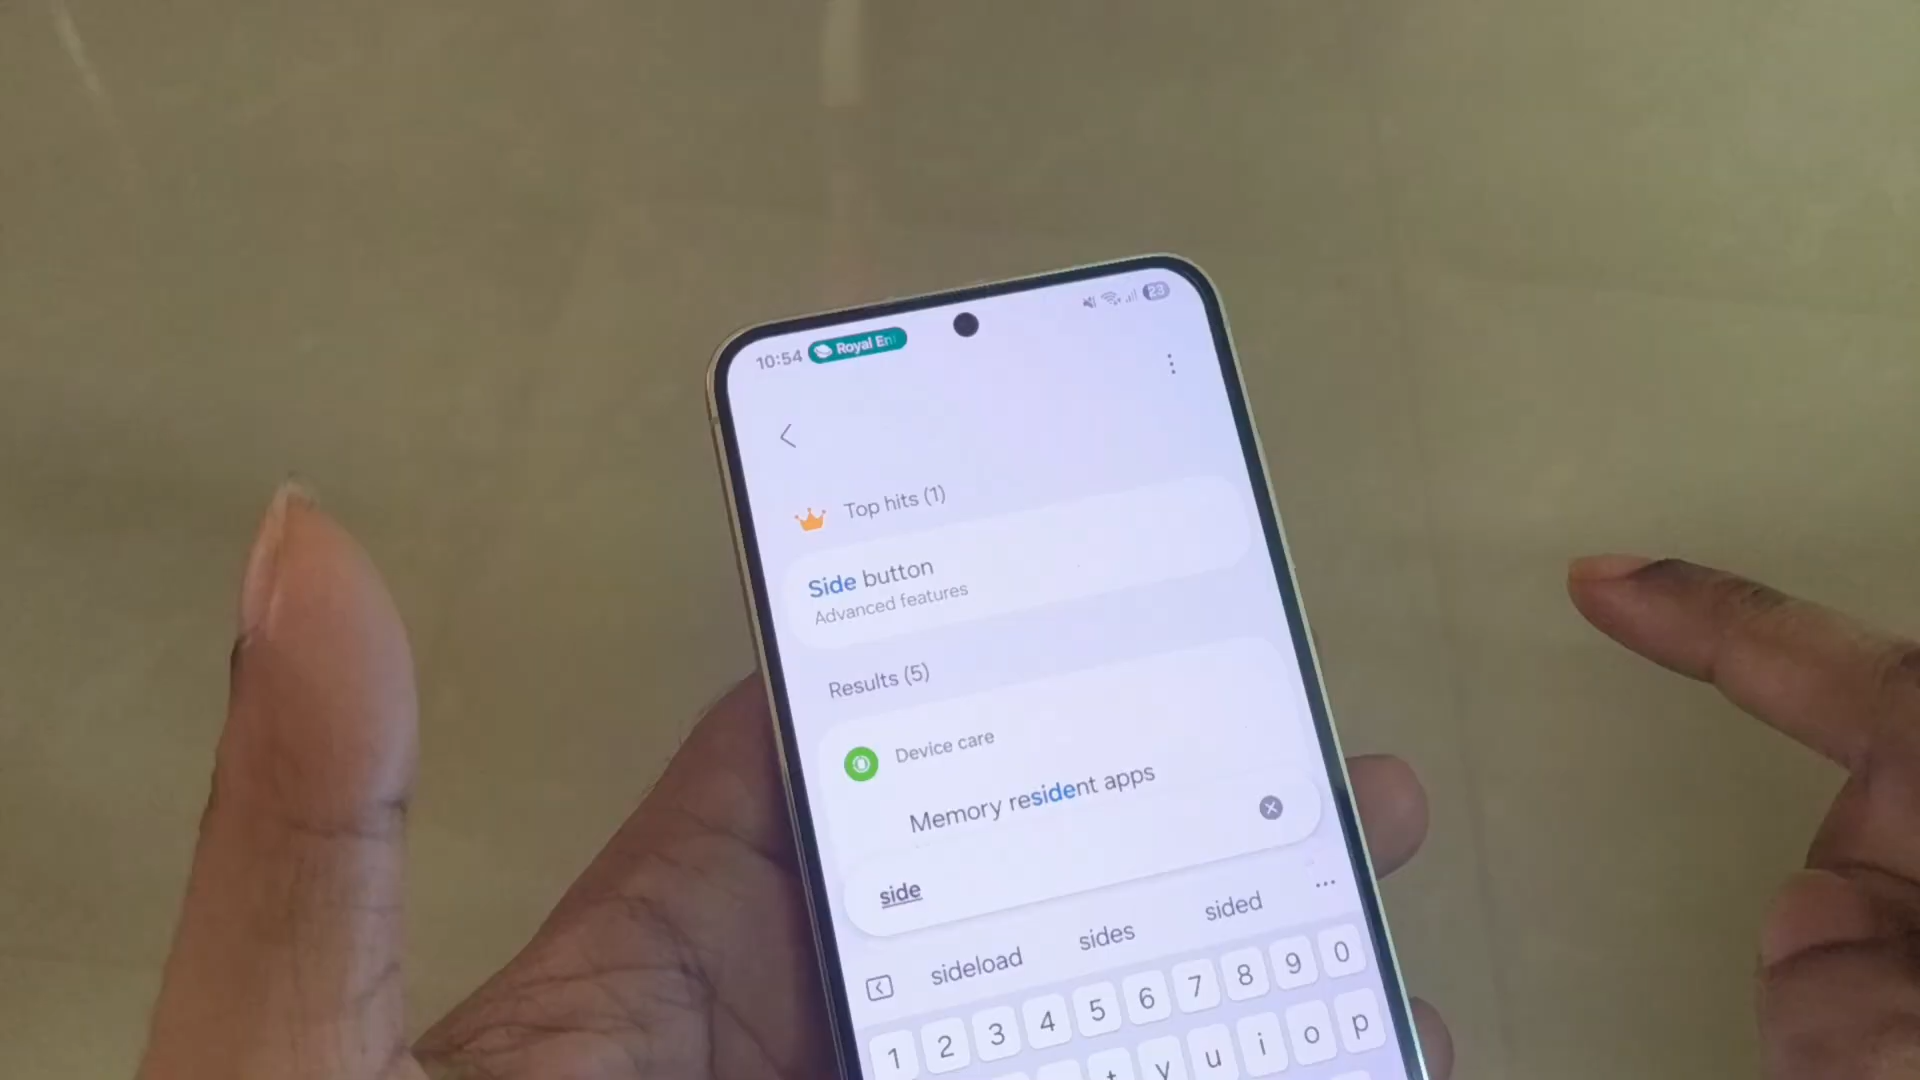 10:54 Royal En
23
Top hits (1)
Side button
Advanced features
Results (5)
Device care
Memory resident apps
side
sideload sides sided
1 2 3 4 5 6 7 8 9 0
t y u i o p